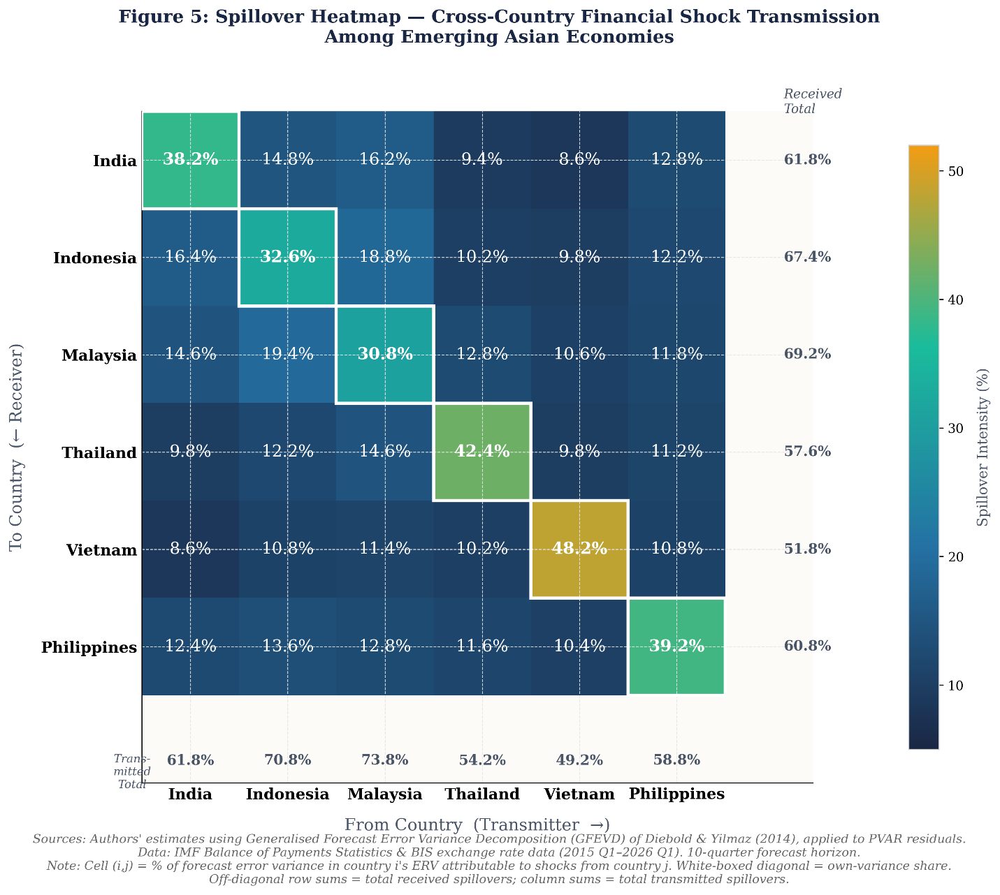 Figure 5: Spillover Heatmap — Cross-Country Financial Shock Transmission
Among Emerging Asian Economies
Received
Total
India 38.2% 14.8% 16.2% 9.4% 8.6% 12.8% 61.8%
Indonesia 16.4% 32.6% 18.8% 10.2% 9.8% 12.2% 67.4%
Malaysia 14.6% 19.4% 30.8% 12.8% 10.6% 11.8% 69.2%
Thailand 9.8% 12.2% 14.6% 42.4% 9.8% 11.2% 57.6%
Vietnam 8.6% 10.8% 11.4% 10.2% 48.2% 10.8% 51.8%
Philippines 12.4% 13.6% 12.8% 11.6% 10.4% 39.2% 60.8%
To Country (← Receiver)
50
40
30
20
10
Spillover Intensity (%)
Trans-
mitted
Total
61.8% 70.8% 73.8% 54.2% 49.2% 58.8%
India Indonesia Malaysia Thailand Vietnam Philippines
From Country (Transmitter →)
Sources: Authors' estimates using Generalised Forecast Error Variance Decomposition (GFEVD) of Diebold & Yilmaz (2014), applied to PVAR residuals.
Data: IMF Balance of Payments Statistics & BIS exchange rate data (2015 Q1–2026 Q1). 10-quarter forecast horizon.
Note: Cell (i,j) = % of forecast error variance in country i's ERV attributable to shocks from country j. White-boxed diagonal = own-variance share.
Off-diagonal row sums = total received spillovers; column sums = total transmitted spillovers.